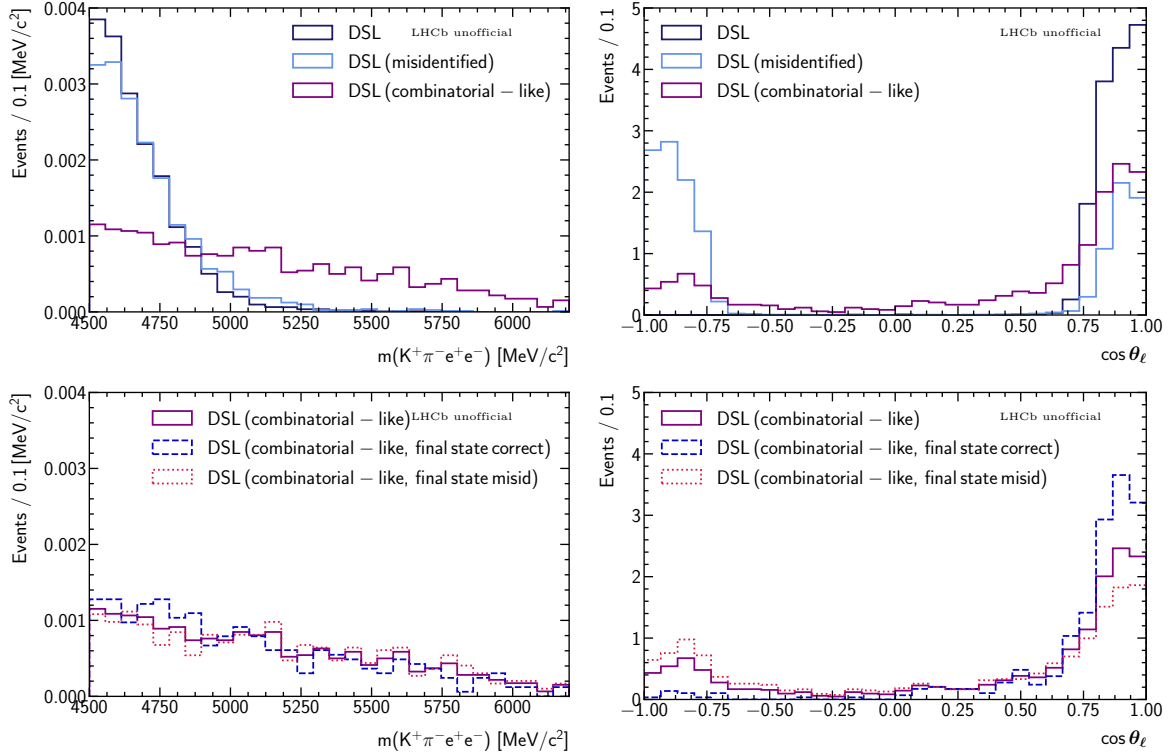 0.004
0.003
0.002
0.001
0.000
Events / 0.1 [MeV/c²]
DSL
DSL (misidentified)
DSL (combinatorial − like)
LHCb unofficial
4500 4750 5000 5250 5500 5750 6000
m(K⁺π⁻e⁺e⁻) [MeV/c²]
5
4
3
2
1
0
Events / 0.1
DSL
DSL (misidentified)
DSL (combinatorial − like)
LHCb unofficial
−1.00 −0.75 −0.50 −0.25 0.00 0.25 0.50 0.75 1.00
cos θℓ
0.004
0.003
0.002
0.001
0.000
Events / 0.1 [MeV/c²]
DSL (combinatorial − like)
LHCb unofficial
DSL (combinatorial − like, final state correct)
DSL (combinatorial − like, final state misid)
4500 4750 5000 5250 5500 5750 6000
m(K⁺π⁻e⁺e⁻) [MeV/c²]
5
4
3
2
1
0
Events / 0.1
DSL (combinatorial − like)
LHCb unofficial
DSL (combinatorial − like, final state correct)
DSL (combinatorial − like, final state misid)
−1.00 −0.75 −0.50 −0.25 0.00 0.25 0.50 0.75 1.00
cos θℓ